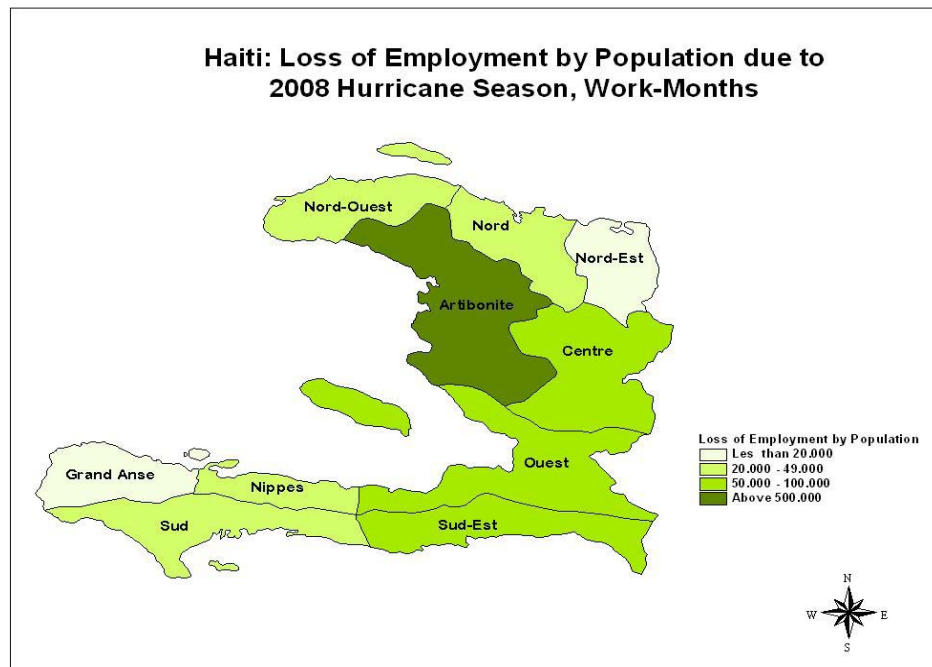 Haiti: Loss of Employment by Population due to
2008 Hurricane Season, Work-Months
Nord-Ouest
Nord
Nord-Est
Artibonite
Centre
Ouest
Grand Anse
Nippes
Sud
Sud-Est
Loss of Employment by Population
Les than 20.000
20.000 - 49.000
50.000 - 100.000
Above 500.000
N
W
E
S